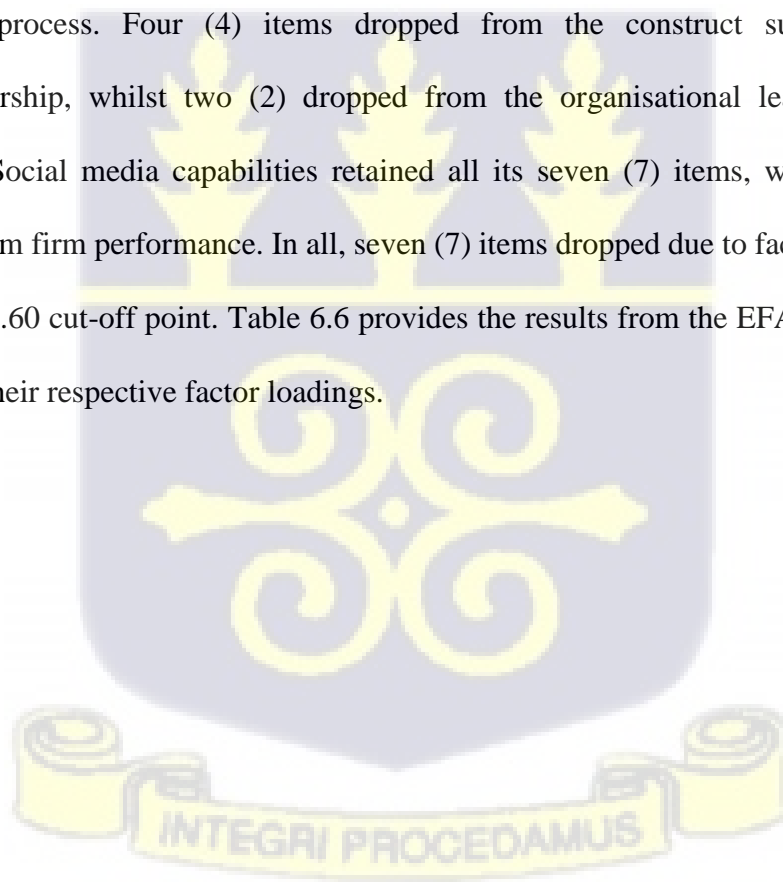 process. Four (4) items dropped from the construct su
rship, whilst two (2) dropped from the organisational le
Social media capabilities retained all its seven (7) items, w
m firm performance. In all, seven (7) items dropped due to fac
.60 cut-off point. Table 6.6 provides the results from the EFA
heir respective factor loadings.
INTEGRI PROCEDAMUS